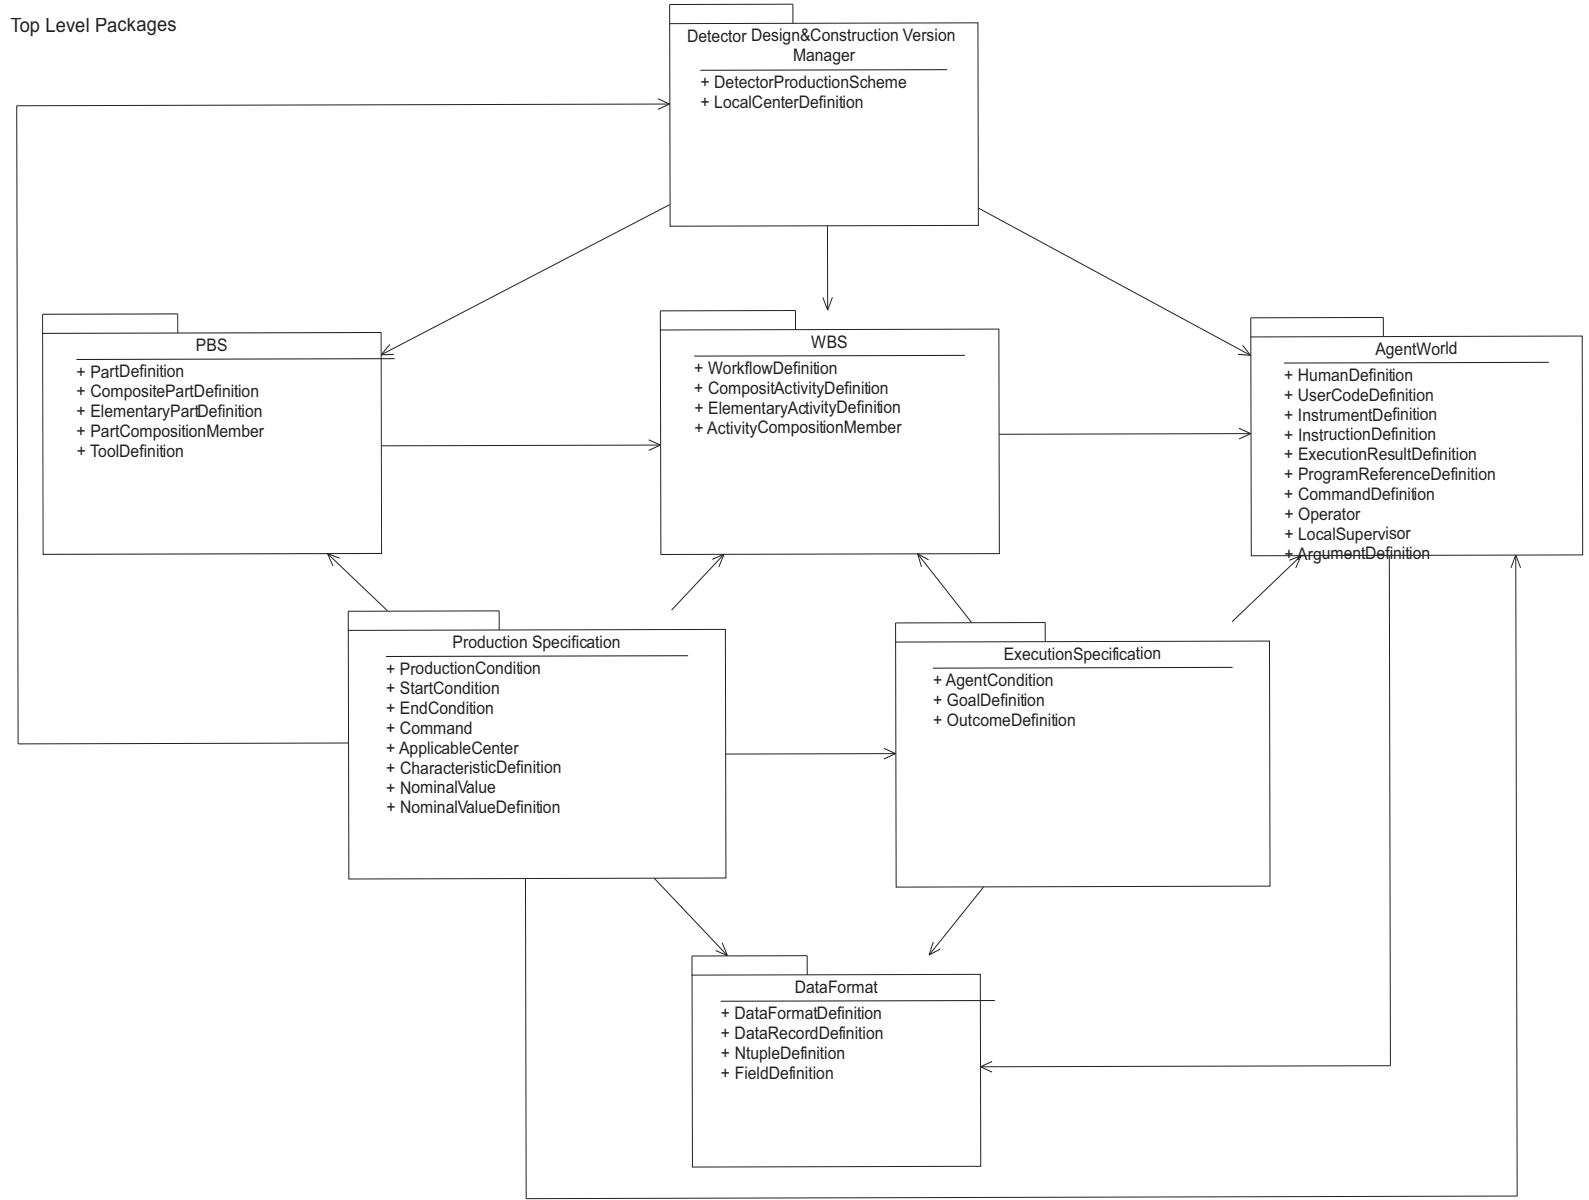 Top Level Packages
Detector Design&Construction Version
Manager
+ DetectorProductionScheme
+ LocalCenterDefinition
PBS
+ PartDefinition
+ CompositePartDefinition
+ ElementaryPartDefinition
+ PartCompositionMember
+ ToolDefinition
WBS
+ WorkflowDefinition
+ CompositActivityDefinition
+ ElementaryActivityDefinition
+ ActivityCompositionMember
AgentWorld
+ HumanDefinition
+ UserCodeDefinition
+ InstrumentDefinition
+ InstructionDefinition
+ ExecutionResultDefinition
+ ProgramReferenceDefinition
+ CommandDefinition
+ Operator
+ LocalSupervisor
+ ArgumentDefinition
Production Specification
+ ProductionCondition
+ StartCondition
+ EndCondition
+ Command
+ ApplicableCenter
+ CharacteristicDefinition
+ NominalValue
+ NominalValueDefinition
ExecutionSpecification
+ AgentCondition
+ GoalDefinition
+ OutcomeDefinition
DataFormat
+ DataFormatDefinition
+ DataRecordDefinition
+ NtupleDefinition
+ FieldDefinition